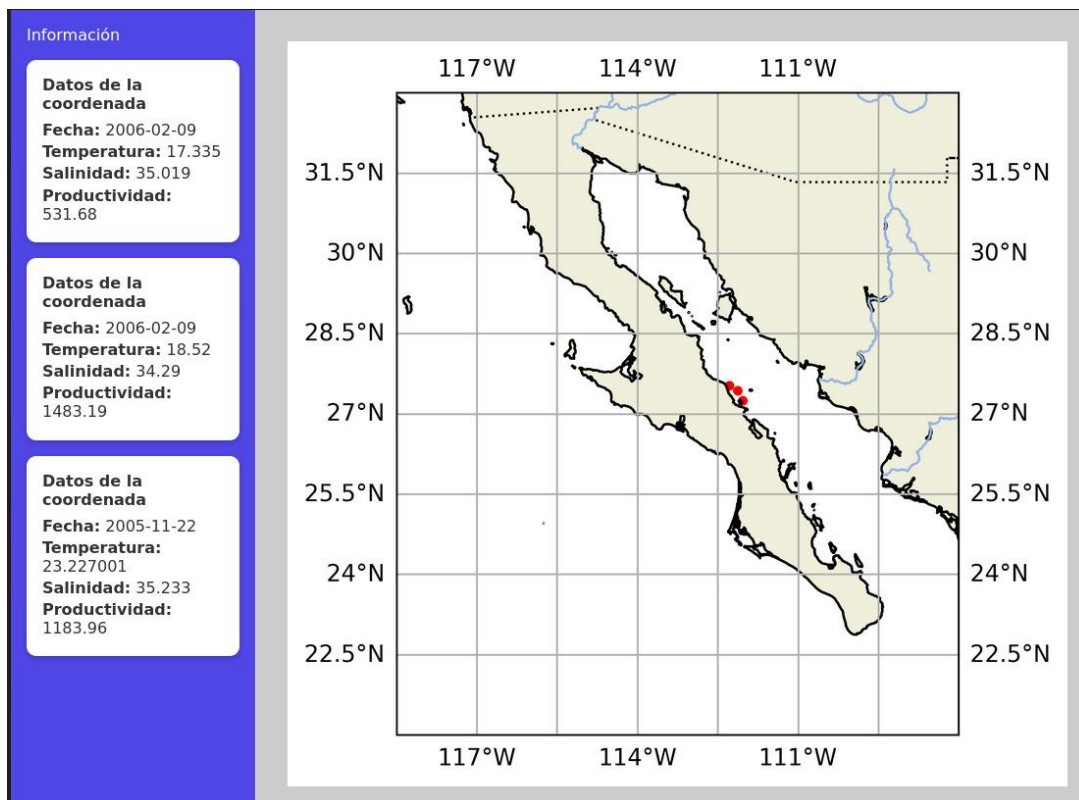 Información
Datos de la
coordenada
Fecha: 2006-02-09
Temperatura: 17.335
Salinidad: 35.019
Productividad:
531.68
Datos de la
coordenada
Fecha: 2006-02-09
Temperatura: 18.52
Salinidad: 34.29
Productividad:
1483.19
Datos de la
coordenada
Fecha: 2005-11-22
Temperatura:
23.227001
Salinidad: 35.233
Productividad:
1183.96
117°W 114°W 111°W
31.5°N 31.5°N
30°N 30°N
28.5°N 28.5°N
27°N 27°N
25.5°N 25.5°N
24°N 24°N
22.5°N 22.5°N
117°W 114°W 111°W